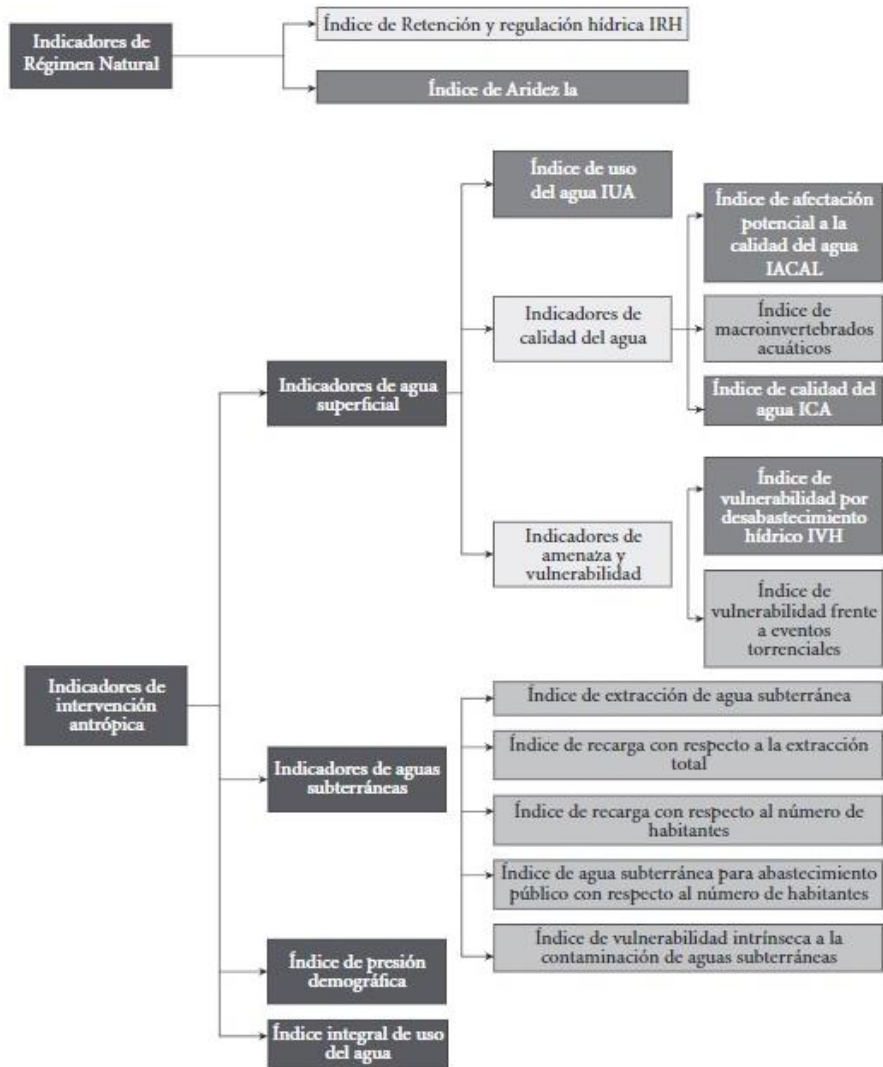 Indicadores de
Régimen Natural
Índice de Retención y regulación hídrica IRH
Índice de Aridez la
Indicadores de
intervención
antrópica
Indicadores de agua
superficial
Índice de uso
del agua IUA
Indicadores de
calidad del agua
Índice de afectación
potencial a la
calidad del agua
IACAL
Índice de
macroinvertebrados
acuáticos
Índice de calidad del
agua ICA
Indicadores de
amenaza y
vulnerabilidad
Índice de
vulnerabilidad por
desabastecimiento
hídrico IVH
Índice de
vulnerabilidad frente
a eventos
torrenciales
Indicadores de aguas
subterráneas
Índice de extracción de agua subterránea
Índice de recarga con respecto a la extracción
total
Índice de recarga con respecto al número de
habitantes
Índice de agua subterránea para abastecimiento
público con respecto al número de habitantes
Índice de vulnerabilidad intrínseca a la
contaminación de aguas subterráneas
Índice de presión
demográfica
Índice integral de uso
del agua